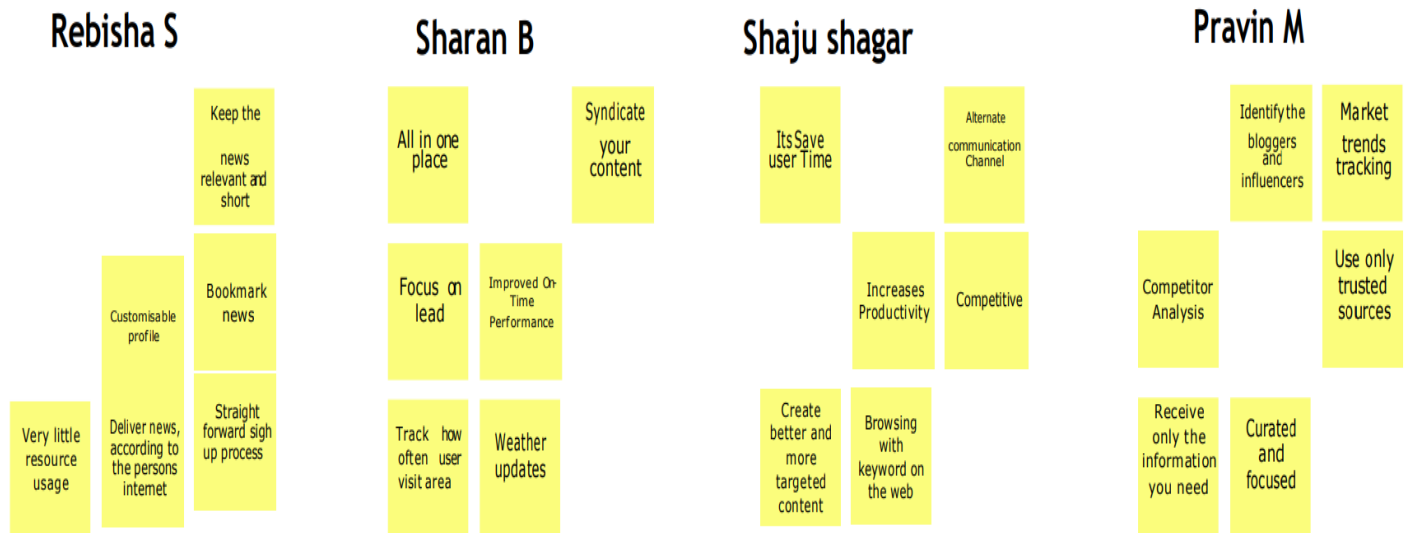 Rebisha S
Keep the
news
relevant and
short
Customisable
profile
Bookmark
news
Very little
resource
usage
Deliver news,
according to
the persons
internet
Straight
forward sigh
up process
Sharan B
All in one
place
Syndicate
your
content
Focus on
lead
Improved On-
Time
Performance
Track how
often user
visit area
Weather
updates
Shaju shagar
Its Save
user Time
Alternate
communication
Channel
Increases
Productivity
Competitive
Create
better and
more
targeted
content
Browsing
with
keyword on
the web
Pravin M
Identify the
bloggers
and
influencers
Market
trends
tracking
Competitor
Analysis
Use only
trusted
sources
Receive
only the
information
you need
Curated
and
focused